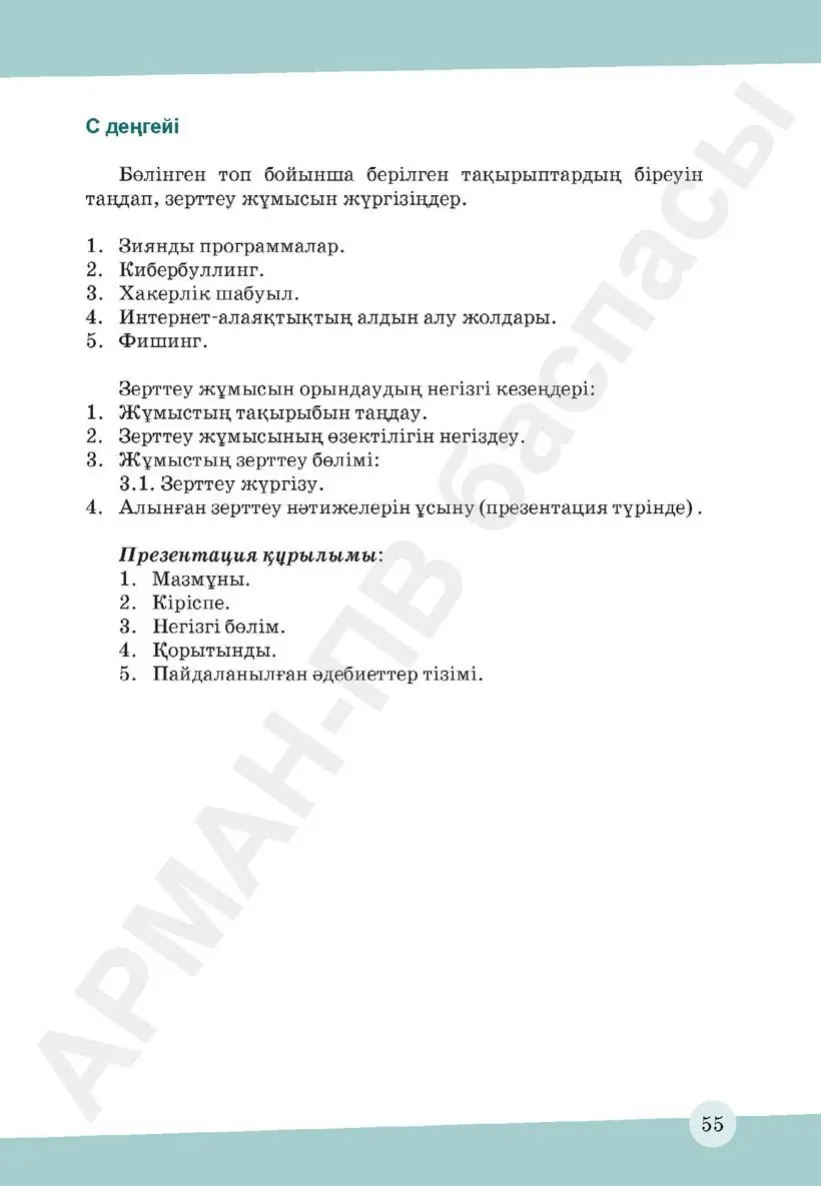 С деңгейі
Бөлінген топ бойынша берілген тақырыптардың біреуін
таңдап, зерттеу жұмысын жүргізіңдер.
1. Зиянды программалар.
2. Кибербуллинг.
3. Хакерлік шабуыл.
4. Интернет-алаяқтықтың алдын алу жолдары.
5. Фишинг.
Зерттеу жұмысын орындаудың негізгі кезеңдері:
1. Жұмыстың тақырыбын таңдау.
2. Зерттеу жұмысының өзектілігін негіздеу.
3. Жұмыстың зерттеу бөлімі:
3.1. Зерттеу жүргізу.
4. Алынған зерттеу нәтижелерін ұсыну (презентация түрінде) .
Презентация құрылымы:
1. Мазмұны.
2. Кіріспе.
3. Негізгі бөлім.
4. Қорытынды.
5. Пайдаланылған әдебиеттер тізімі.
АРМАН-ПВ баспасы
55